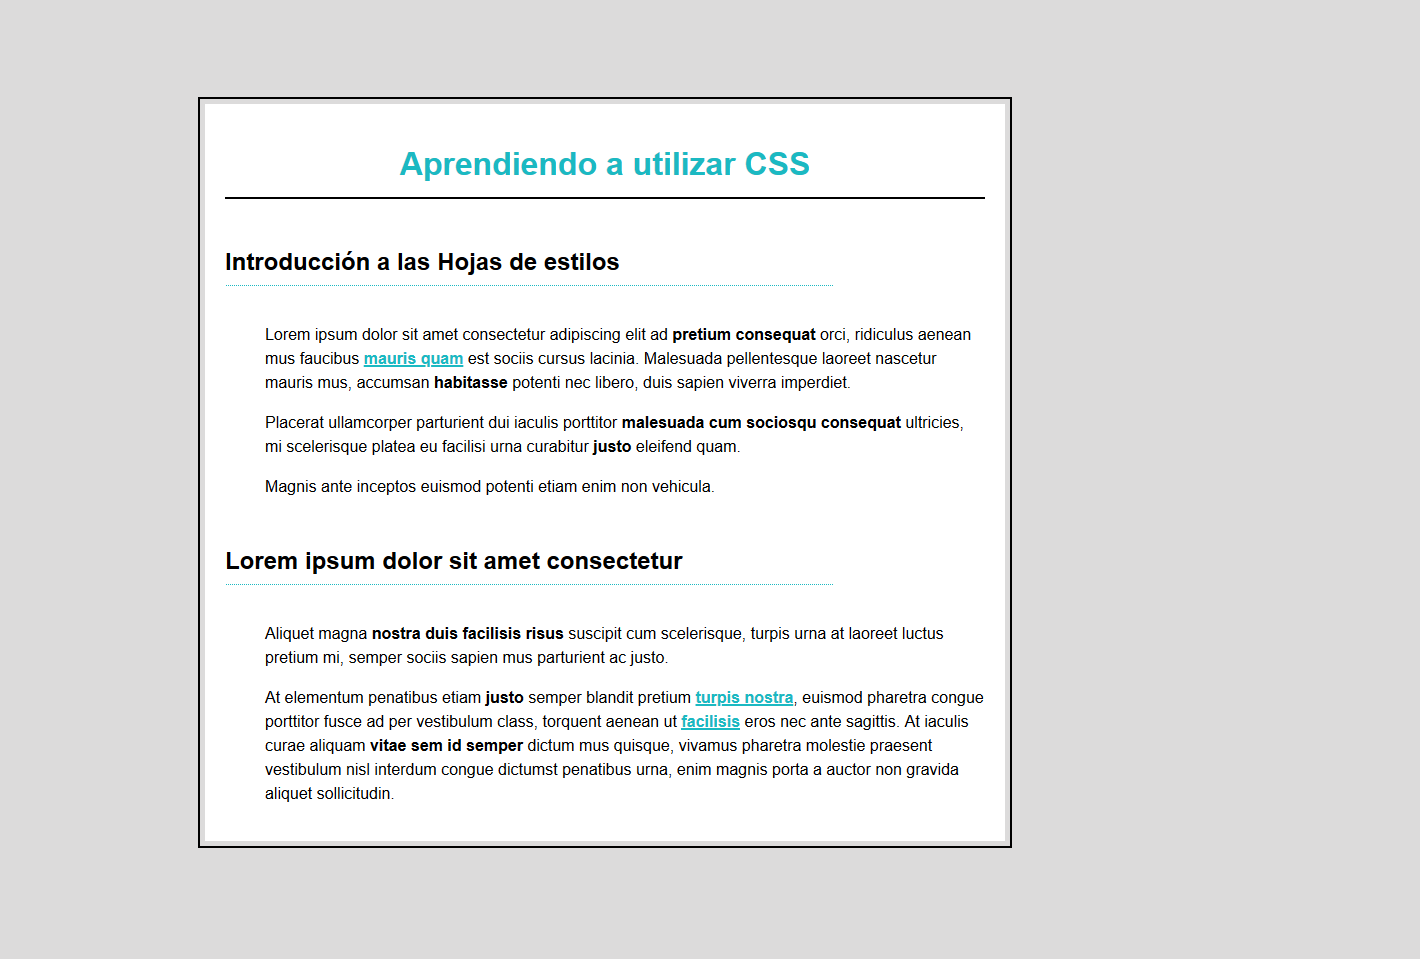 Aprendiendo a utilizar CSS
Introducción a las Hojas de estilos
Lorem ipsum dolor sit amet consectetur adipiscing elit ad pretium consequat orci, ridiculus aenean
mus faucibus mauris quam est sociis cursus lacinia. Malesuada pellentesque laoreet nascetur
mauris mus, accumsan habitasse potenti nec libero, duis sapien viverra imperdiet.
Placerat ullamcorper parturient dui iaculis porttitor malesuada cum sociosqu consequat ultricies,
mi scelerisque platea eu facilisi urna curabitur justo eleifend quam.
Magnis ante inceptos euismod potenti etiam enim non vehicula.
Lorem ipsum dolor sit amet consectetur
Aliquet magna nostra duis facilisis risus suscipit cum scelerisque, turpis urna at laoreet luctus
pretium mi, semper sociis sapien mus parturient ac justo.
At elementum penatibus etiam justo semper blandit pretium turpis nostra, euismod pharetra congue
porttitor fusce ad per vestibulum class, torquent aenean ut facilisis eros nec ante sagittis. At iaculis
curae aliquam vitae sem id semper dictum mus quisque, vivamus pharetra molestie praesent
vestibulum nisl interdum congue dictumst penatibus urna, enim magnis porta a auctor non gravida
aliquet sollicitudin.